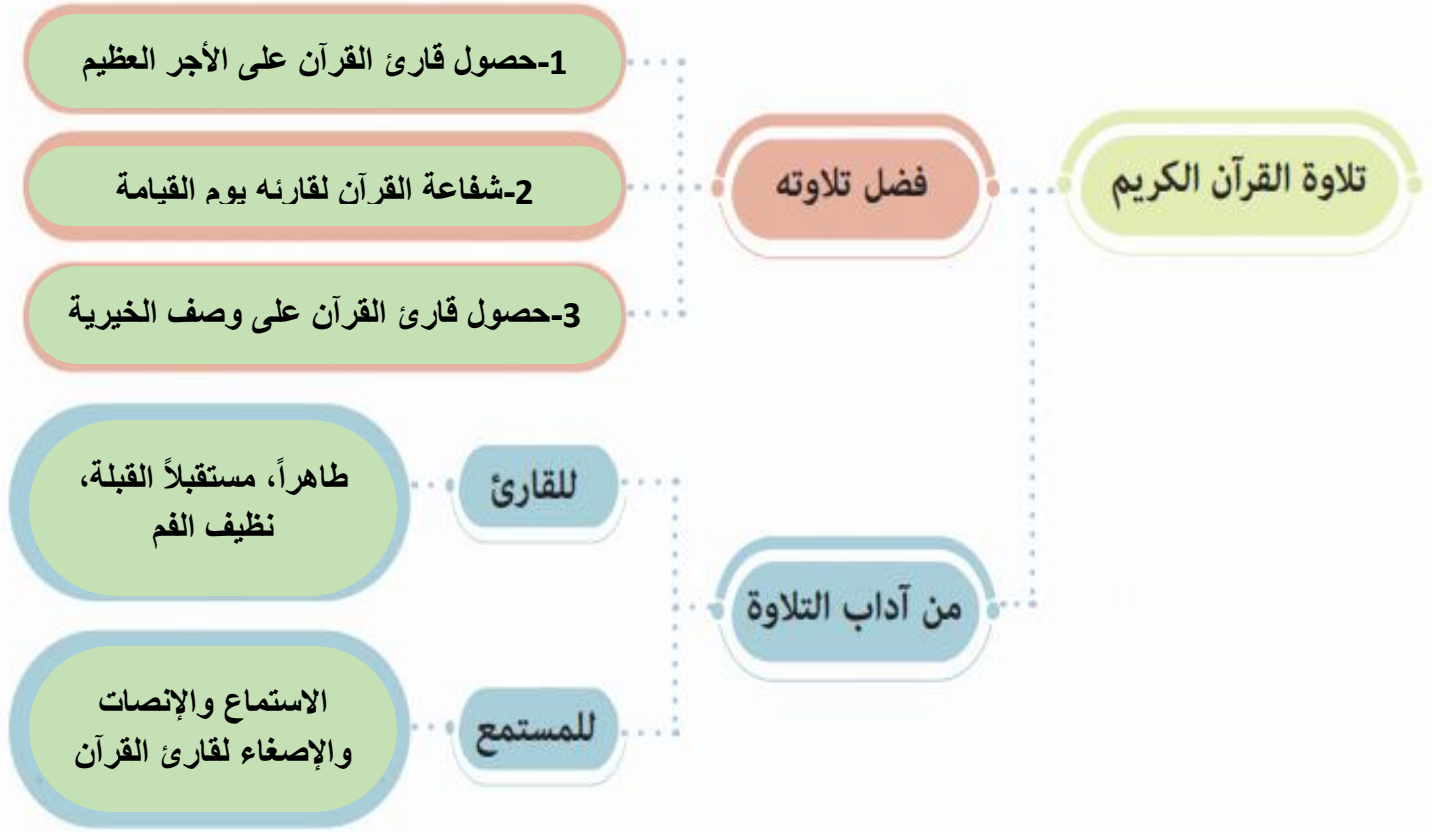 تلاوة القرآن الكريم
فضل تلاوته
1-حصول قارئ القرآن على الأجر العظيم
2-شفاعة القرآن لقارئه يوم القيامة
3-حصول قارئ القرآن على وصف الخيرية
من آداب التلاوة
للقارئ
طاهراً، مستقبلاً القبلة،
نظيف الفم
للمستمع
الاستماع والإنصات
والإصغاء لقارئ القرآن